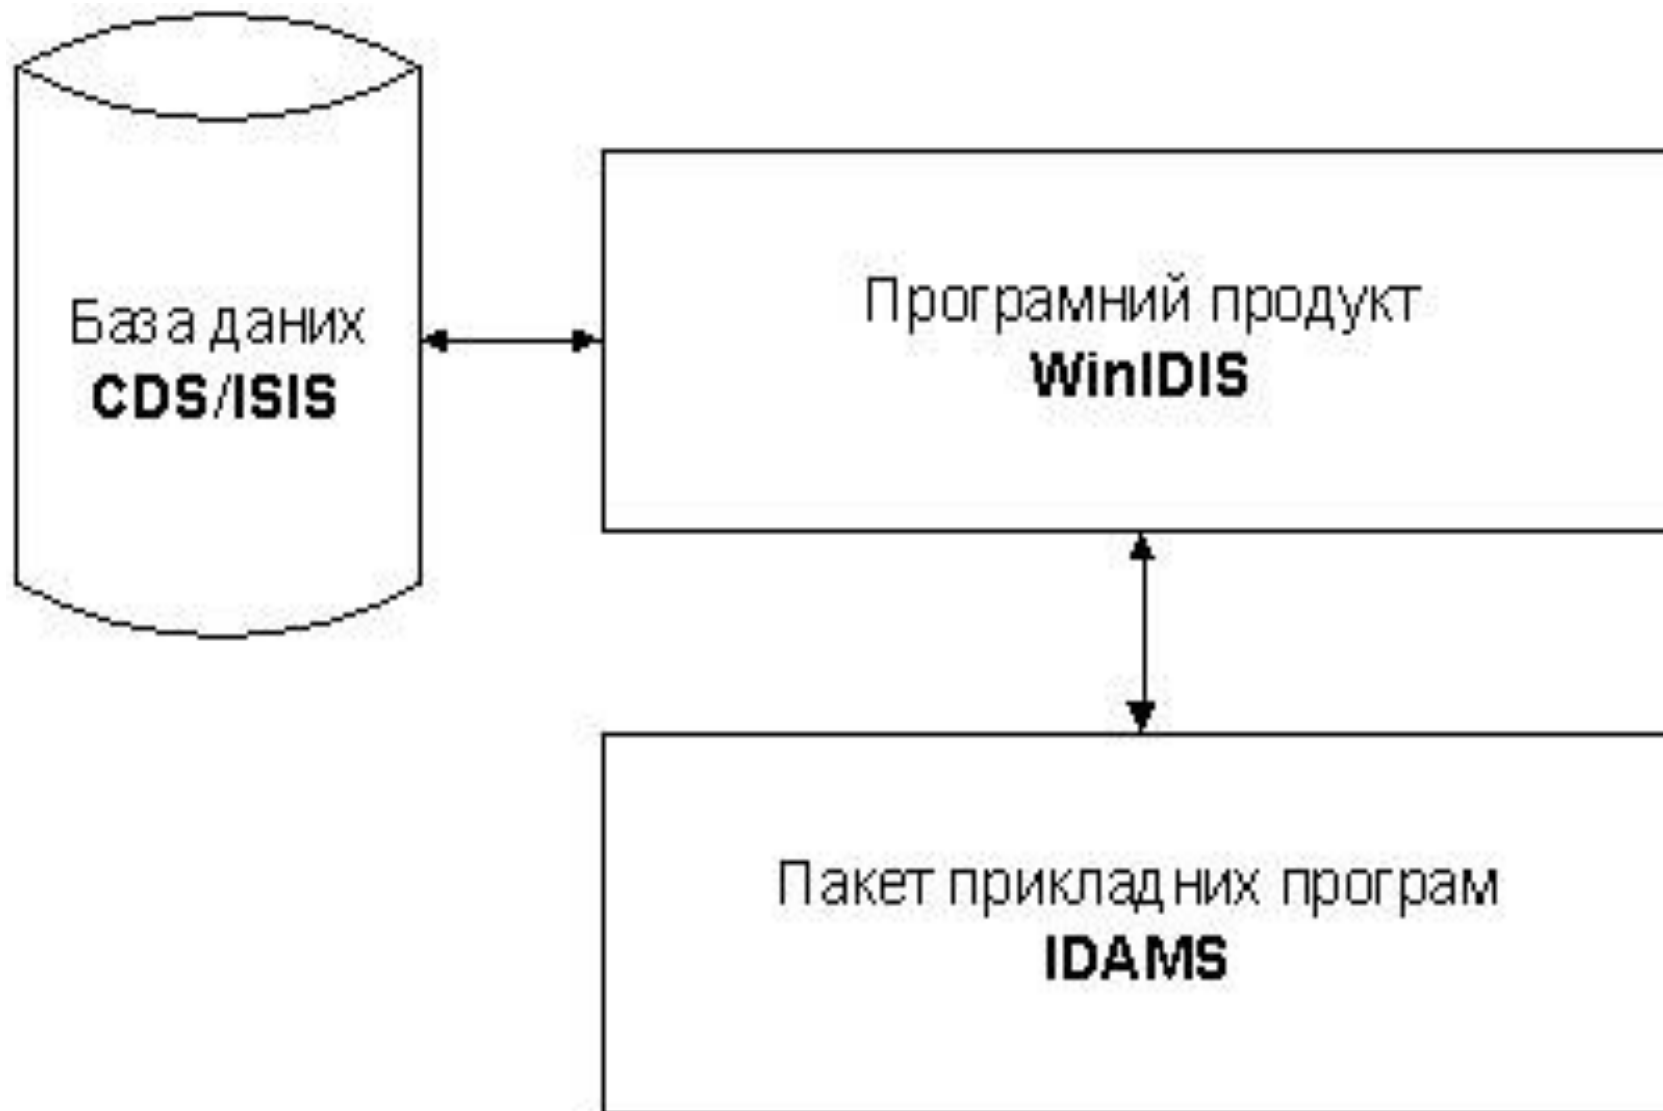 База даних
CDS/ISIS
Програмний продукт
WinIDIS
Пакет прикладних програм
IDAMS